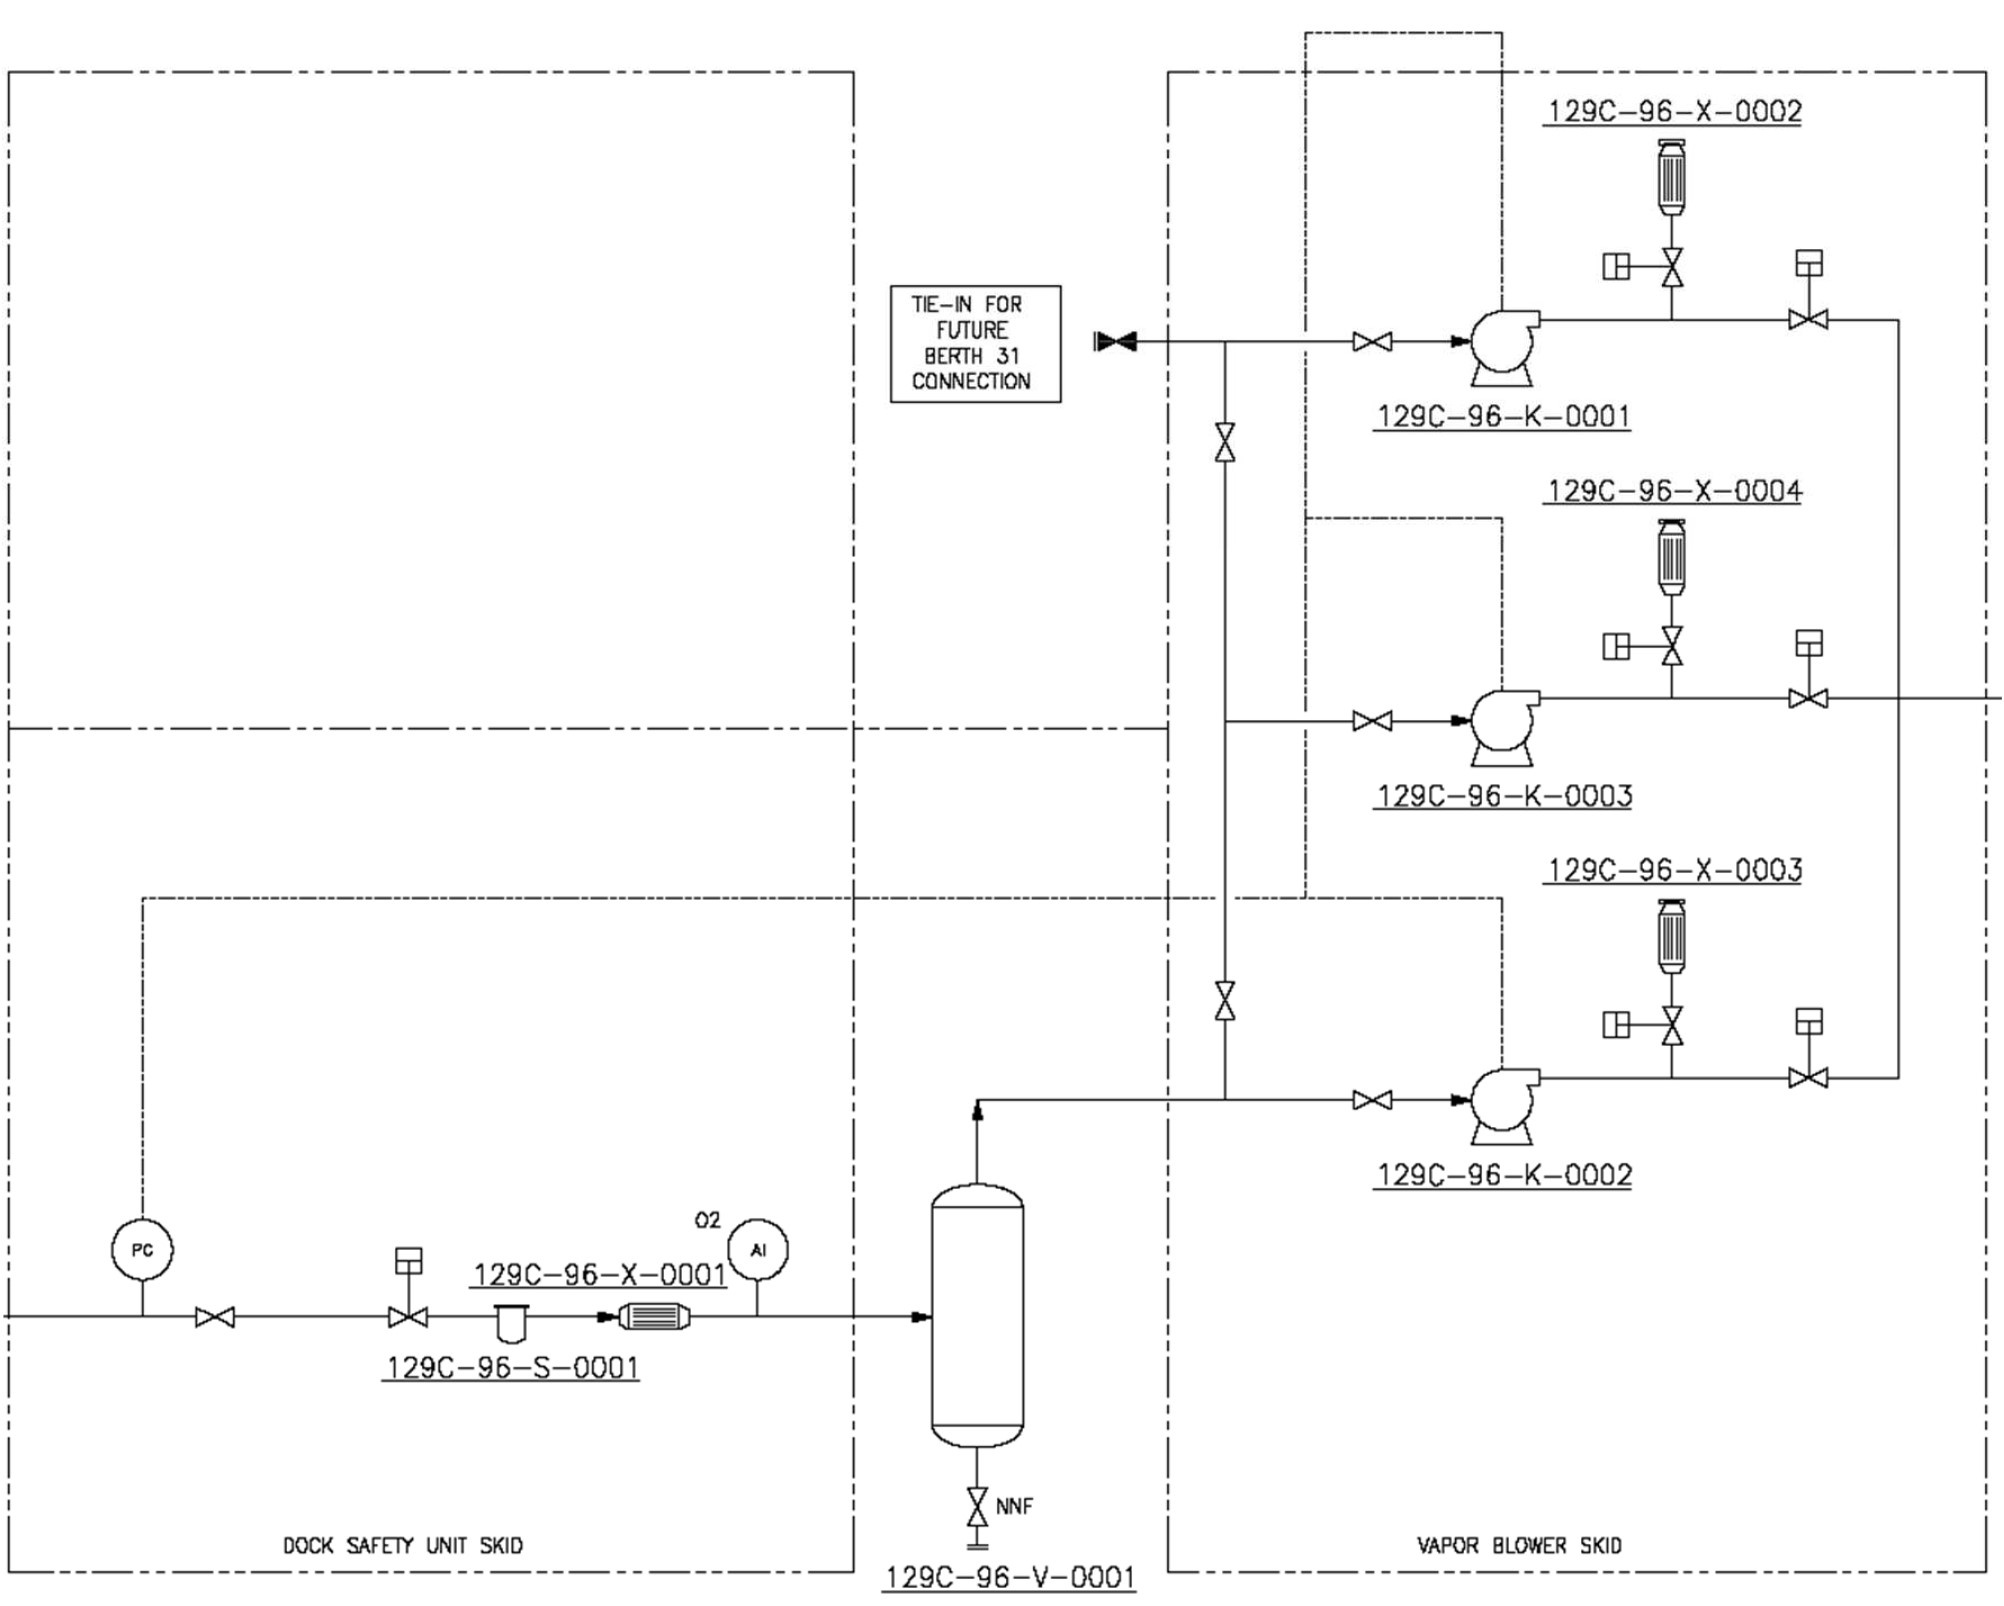 129C-96-X-0002
TIE-IN FOR
FUTURE
BERTH 31
CONNECTION
129C-96-K-0001
129C-96-X-0004
129C-96-K-0003
129C-96-X-0003
129C-96-K-0002
PC
O2
AI
129C-96-X-0001
129C-96-S-0001
NNF
DOCK SAFETY UNIT SKID
VAPOR BLOWER SKID
129C-96-V-0001